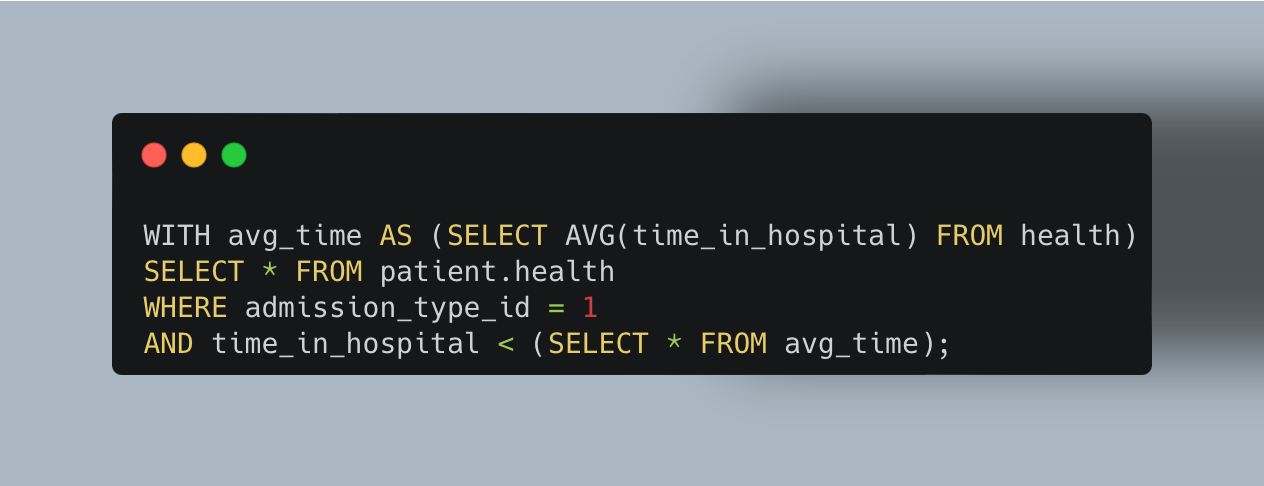 WITH avg_time AS (SELECT AVG(time_in_hospital) FROM health)
SELECT * FROM patient.health
WHERE admission_type_id = 1
AND time_in_hospital < (SELECT * FROM avg_time);